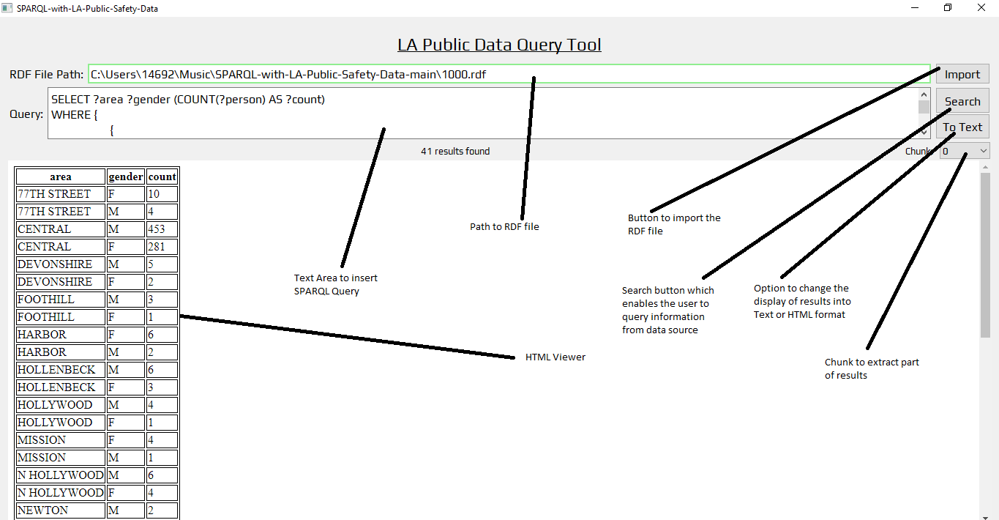 SPARQL-with-LA-Public-Safety-Data
LA Public Data Query Tool
RDF File Path: C:\Users\14692\Music\SPARQL-with-LA-Public-Safety-Data-main\1000.rdf Import
Query: SELECT ?area ?gender (COUNT(?person) AS ?count)
WHERE {
{
Search
To Text
41 results found
Chunk 0
area gender count
77TH STREET F 10
77TH STREET M 4
CENTRAL M 453
CENTRAL F 281
DEVONSHIRE M 5
DEVONSHIRE F 2
FOOTHILL M 3
FOOTHILL F 1
HARBOR F 6
HARBOR M 2
HOLLENBECK M 6
HOLLENBECK F 3
HOLLYWOOD M 4
HOLLYWOOD F 1
MISSION F 4
MISSION M 1
N HOLLYWOOD M 6
N HOLLYWOOD F 4
NEWTON M 2
Text Area to insert
SPARQL Query
Path to RDF file
HTML Viewer
Button to import the
RDF file
Search button which
enables the user to
query information
from data source
Option to change the
display of results into
Text or HTML format
Chunk to extract part
of results